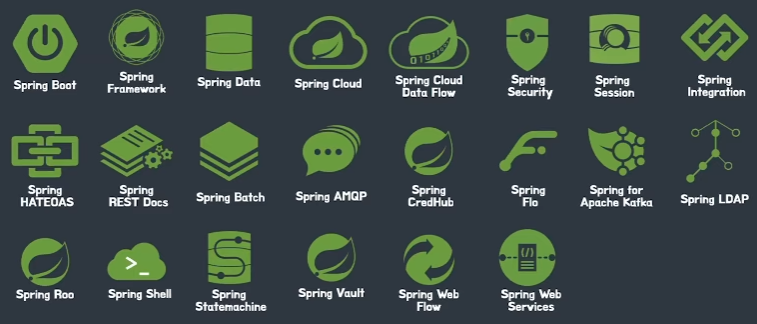 Spring Boot
Spring
Framework
Spring Data
Spring Cloud
010110
Spring Cloud
Data Flow
Spring
Security
Spring
Session
Spring
Integration
Spring
HATEOAS
Spring
REST Docs
Spring Batch
Spring AMQP
Spring
CredHub
Spring
Flo
Spring for
Apache Kafka
Spring LDAP
Spring Roo
>_
Spring Shell
Spring
Statemachine
Spring Vault
Spring Web
Flow
</>
Spring Web
Services